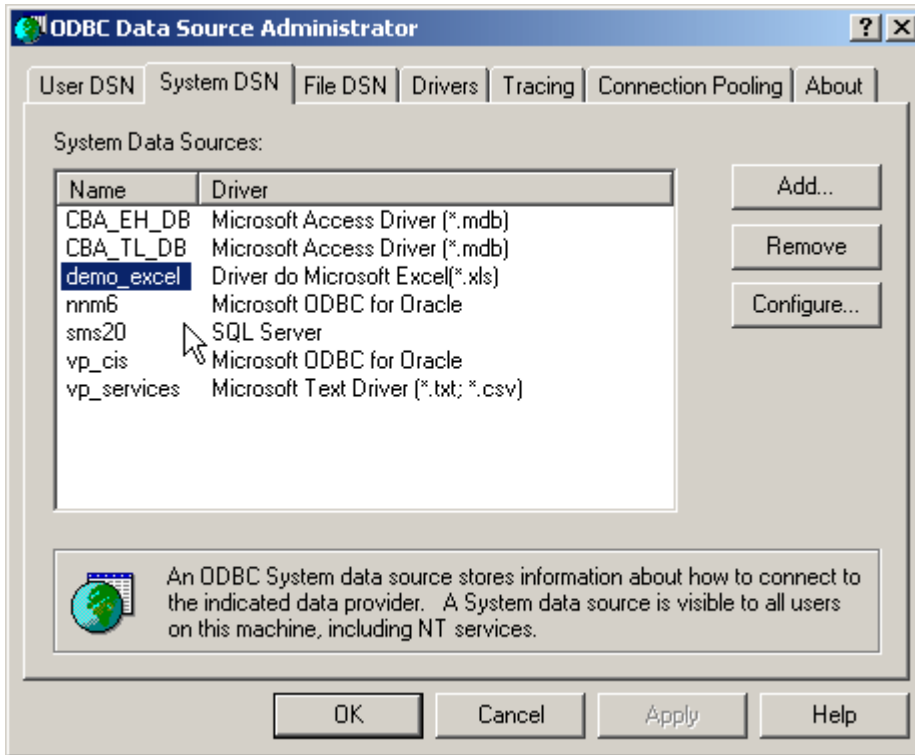 ODBC Data Source Administrator
User DSN System DSN File DSN Drivers Tracing Connection Pooling About
System Data Sources:
Name Driver
CBA_EH_DB Microsoft Access Driver (*.mdb)
CBA_TL_DB Microsoft Access Driver (*.mdb)
demo_excel Driver do Microsoft Excel(*.xls)
nnm6 Microsoft ODBC for Oracle
sms20 SQL Server
vp_cis Microsoft ODBC for Oracle
vp_services Microsoft Text Driver (*.txt; *.csv)
Add...
Remove
Configure...
An ODBC System data source stores information about how to connect to
the indicated data provider. A System data source is visible to all users
on this machine, including NT services.
OK Cancel Apply Help